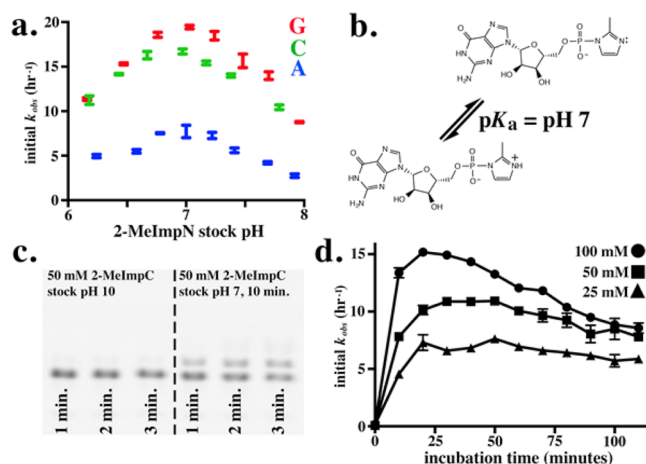 a.
initial kobs (hr⁻¹)
20
15
10
5
0
6
7
8
2-MeImpN stock pH
G
C
A
b.
pKa = pH 7
c.
50 mM 2-MeImpC
stock pH 10
50 mM 2-MeImpC
stock pH 7, 10 min.
1 min.
2 min.
3 min.
1 min.
2 min.
3 min.
d.
initial kobs (hr⁻¹)
20
15
10
5
0
0
25
50
75
100
incubation time (minutes)
100 mM
50 mM
25 mM